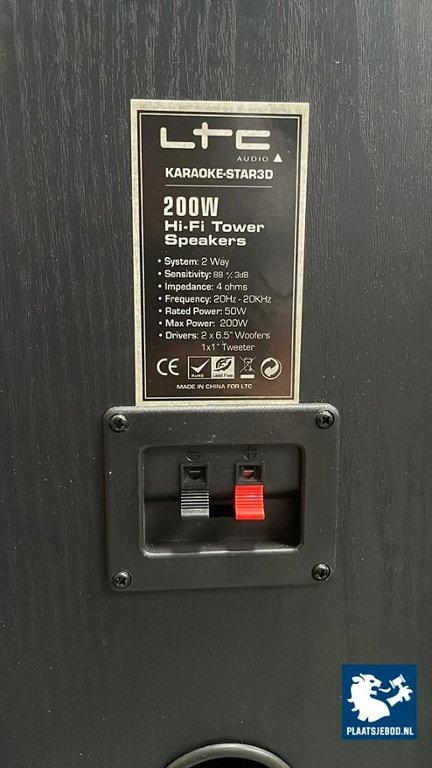 LTC
AUDIO
KARAOKE-STAR3D
200W
Hi-Fi Tower
Speakers
• System: 2 Way
• Sensitivity: 88 +/- 3dB
• Impedance: 4 ohms
• Frequency: 20Hz - 20KHz
• Rated Power: 50W
• Max Power: 200W
• Drivers: 2 x 6.5" Woofers
1x1" Tweeter
CE
RoHS
Lead Free
MADE IN CHINA FOR LTC
PLAATSJEBOD.NL